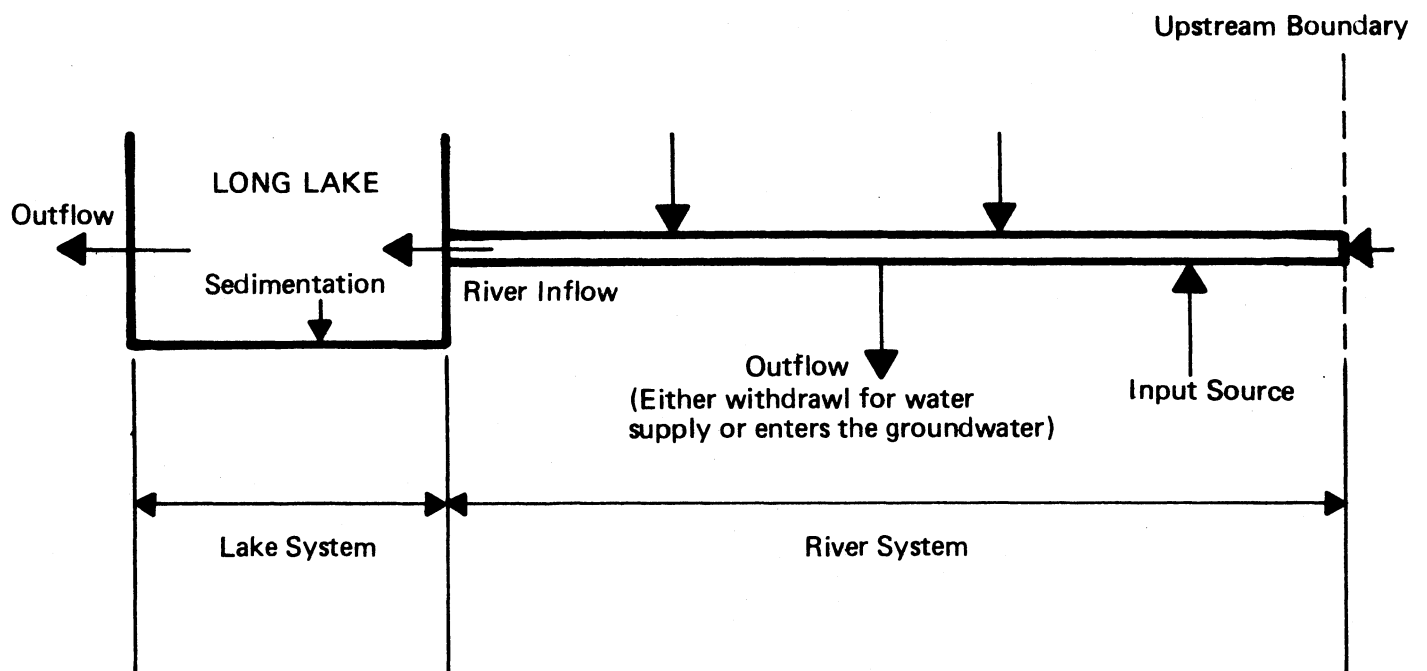 Upstream Boundary
LONG LAKE
Outflow
Sedimentation
River Inflow
Outflow
(Either withdrawl for water
supply or enters the groundwater)
Input Source
Lake System
River System